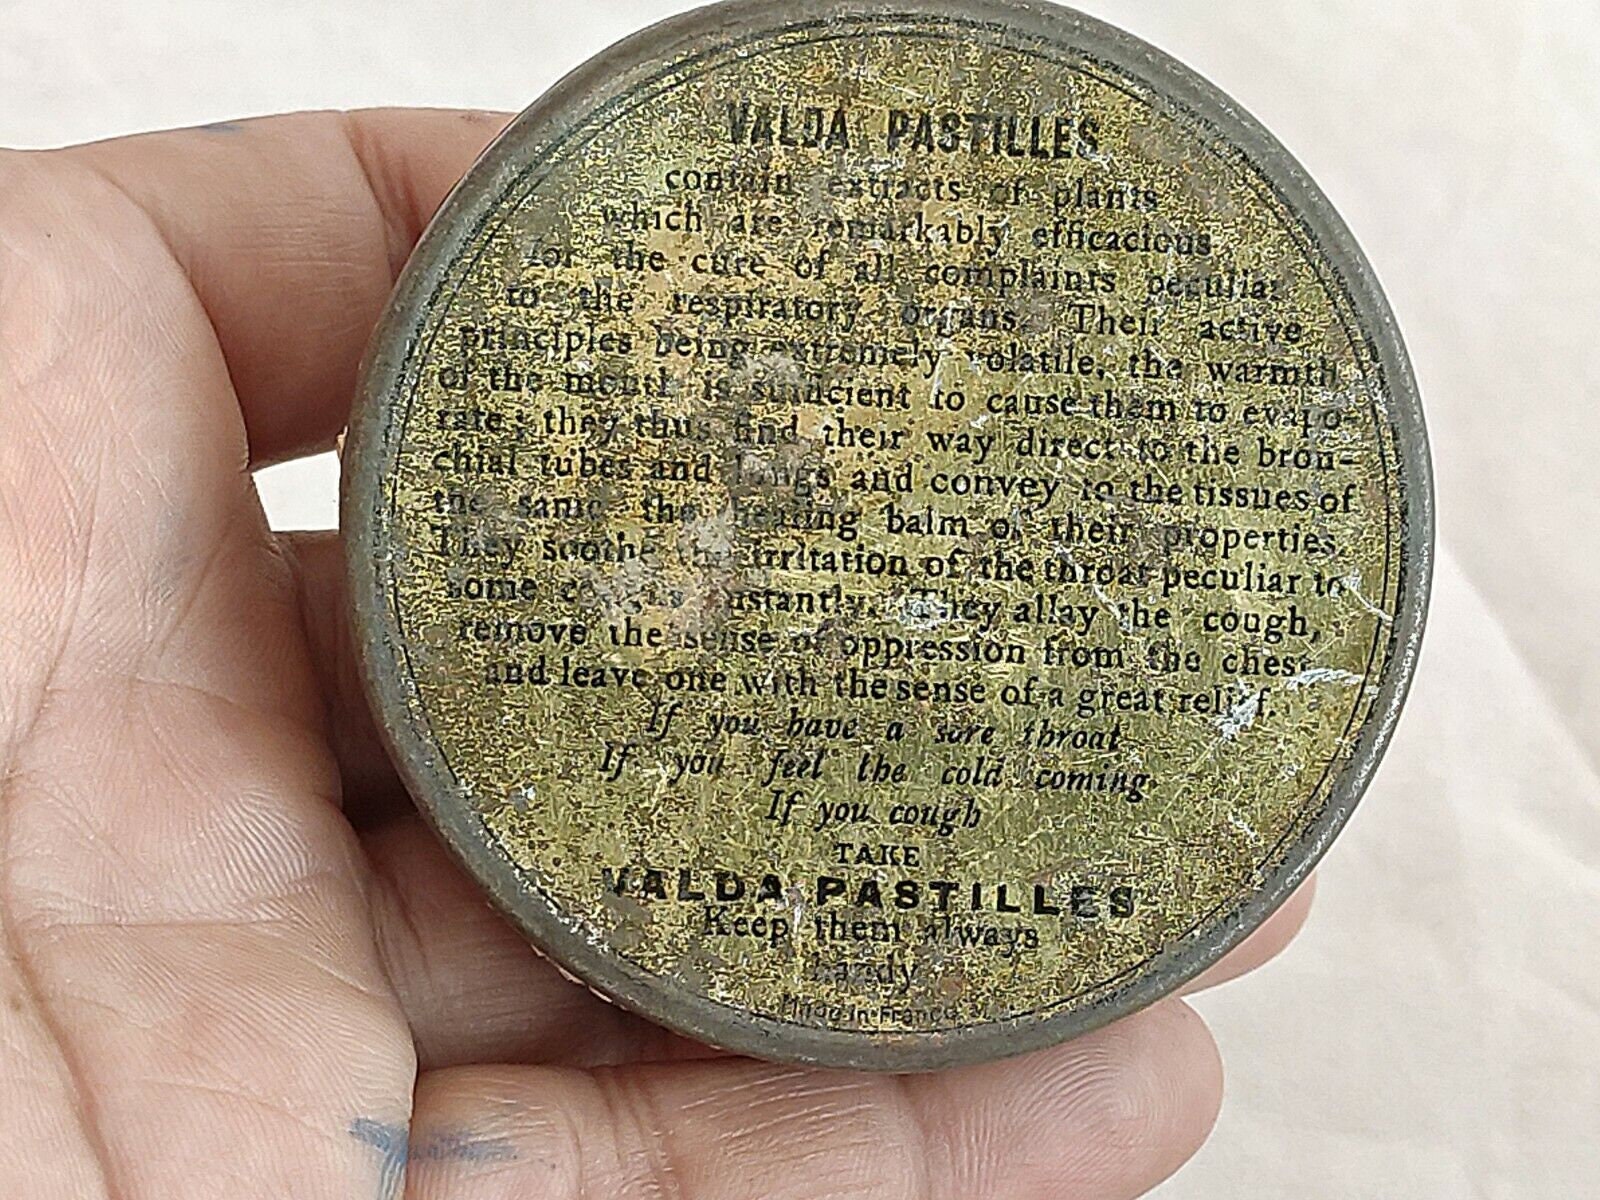 VALDA PASTILLES
contain extracts of plants
which are remarkably efficacious
for the cure of all complaints peculiar
to the respiratory organs. Their active
principles being extremely volatile, the warmth
of the mouth is sufficient to cause them to evapo-
rate; they thus find their way direct to the bron-
chial tubes and lungs and convey to the tissues of
the same the healing balm of their properties.
They soothe the irritation of the throat peculiar to
some coughs instantly. They allay the cough,
remove the sense of oppression from the chest
and leave one with the sense of a great relief.
If you have a sore throat
If you feel the cold coming
If you cough
TAKE
VALDA PASTILLES
Keep them always
handy
Made in France